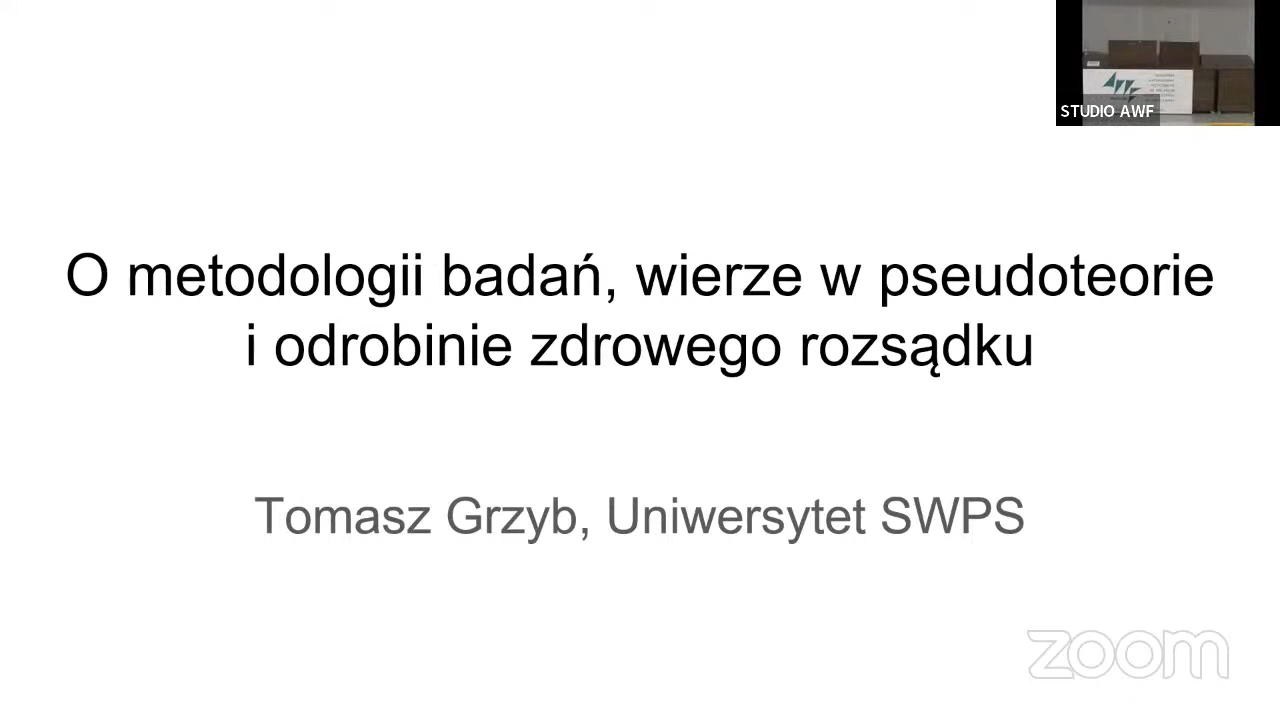 STUDIO AWF
O metodologii badań, wierze w pseudoteorie
i odrobinie zdrowego rozsądku
Tomasz Grzyb, Uniwersytet SWPS
zoom